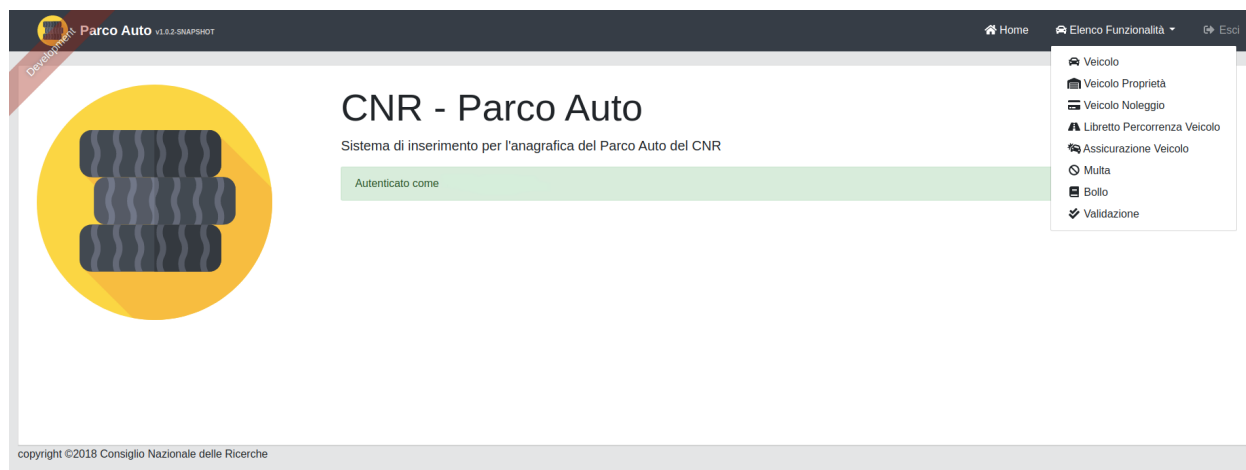 Parco Auto v1.0.2-SNAPSHOT
Home
Elenco Funzionalità
Esci
Development
Veicolo
Veicolo Proprietà
Veicolo Noleggio
Libretto Percorrenza Veicolo
Assicurazione Veicolo
Multa
Bollo
Validazione
CNR - Parco Auto
Sistema di inserimento per l'anagrafica del Parco Auto del CNR
Autenticato come
copyright ©2018 Consiglio Nazionale delle Ricerche